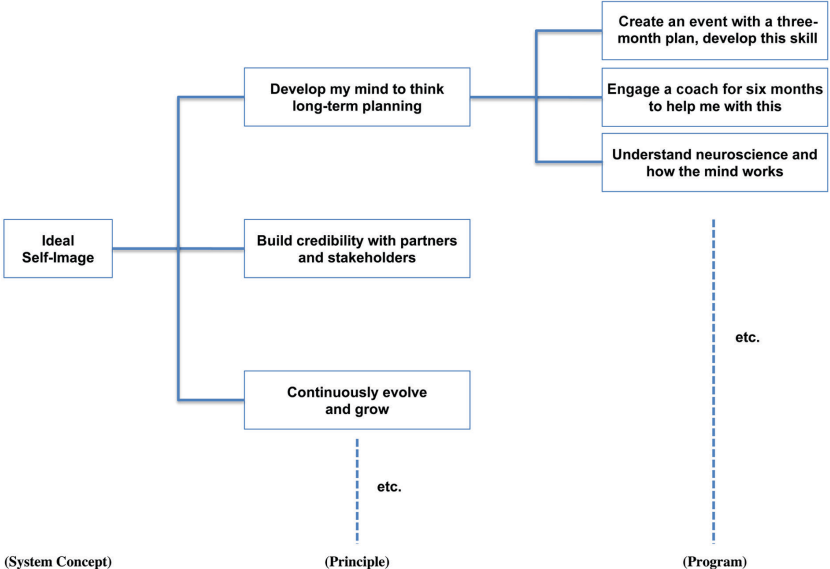 Create an event with a three-
month plan, develop this skill
Develop my mind to think
long-term planning
Engage a coach for six months
to help me with this
Understand neuroscience and
how the mind works
Ideal
Self-Image
Build credibility with partners
and stakeholders
etc.
Continuously evolve
and grow
etc.
(System Concept)
(Principle)
(Program)